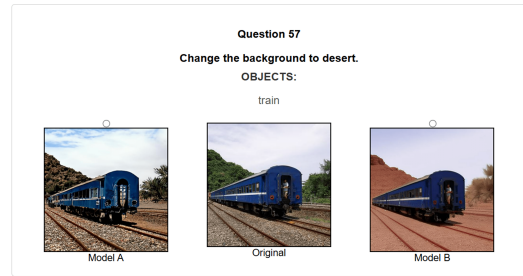 Question 57
Change the background to desert.
OBJECTS:
train
Model A
Original
Model B